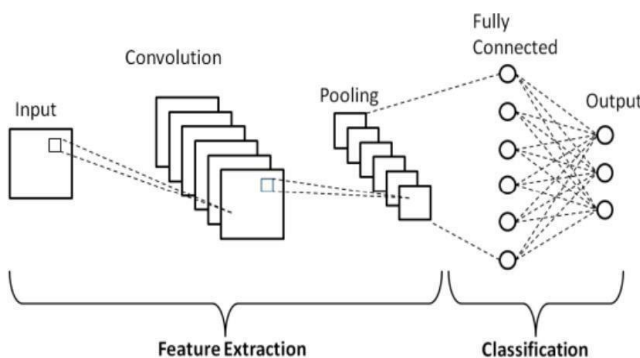 Fully
Connected
Convolution
Pooling
Output
Input
Feature Extraction
Classification